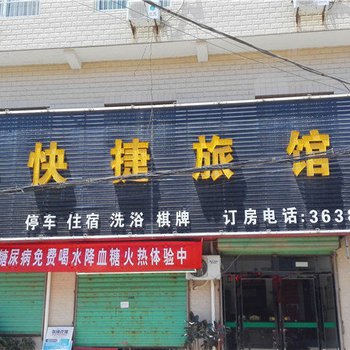 快捷旅馆
停车 住宿 洗浴 棋牌 订房电话:3638
糖尿病免费喝水降血糖火热体验中